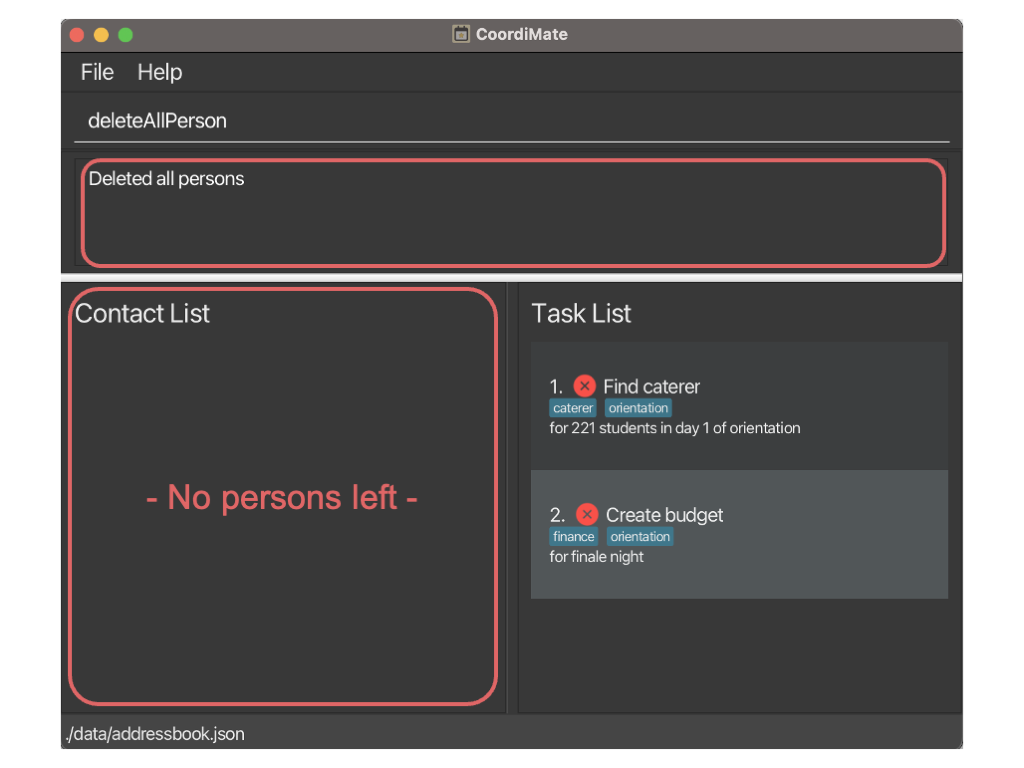 CoordiMate
File Help
deleteAllPerson
Deleted all persons
Contact List
- No persons left -
Task List
1. Find caterer
caterer orientation
for 221 students in day 1 of orientation
2. Create budget
finance orientation
for finale night
./data/addressbook.json